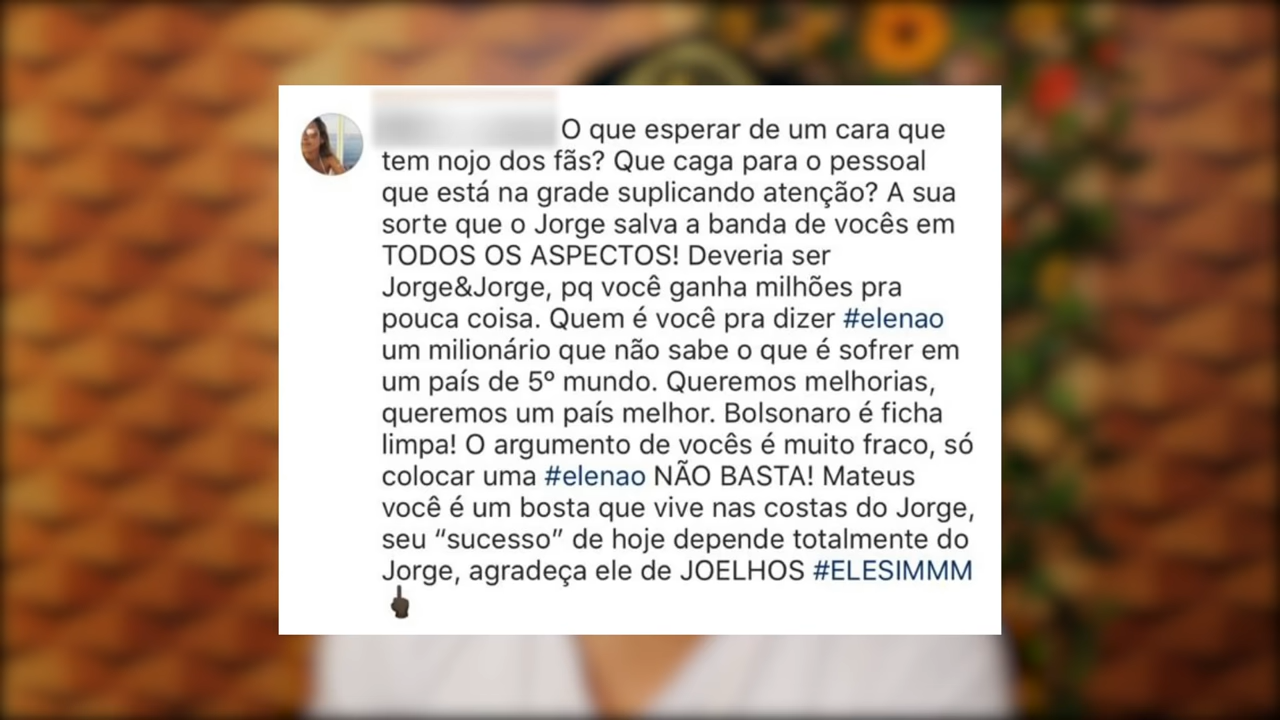 O que esperar de um cara que
tem nojo dos fãs? Que caga para o pessoal
que está na grade suplicando atenção? A sua
sorte que o Jorge salva a banda de vocês em
TODOS OS ASPECTOS! Deveria ser
Jorge&Jorge, pq você ganha milhões pra
pouca coisa. Quem é você pra dizer #elenao
um milionário que não sabe o que é sofrer em
um país de 5º mundo. Queremos melhorias,
queremos um país melhor. Bolsonaro é ficha
limpa! O argumento de vocês é muito fraco, só
colocar uma #elenao NÃO BASTA! Mateus
você é um bosta que vive nas costas do Jorge,
seu “sucesso” de hoje depende totalmente do
Jorge, agradeça ele de JOELHOS #ELESIMMM
🖕🏿